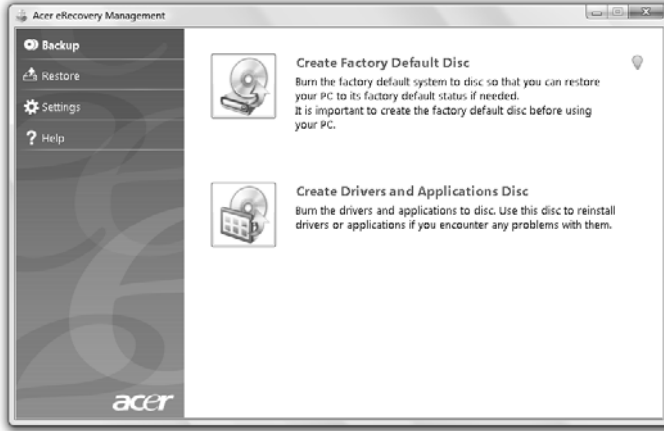 Acer eRecovery Management
Backup
Restore
Settings
Help
Create Factory Default Disc
Burn the factory default system to disc so that you can restore
your PC to its factory default status if needed.
It is important to create the factory default disc before using
your PC.
Create Drivers and Applications Disc
Burn the drivers and applications to disc. Use this disc to reinstall
drivers or applications if you encounter any problems with them.
acer